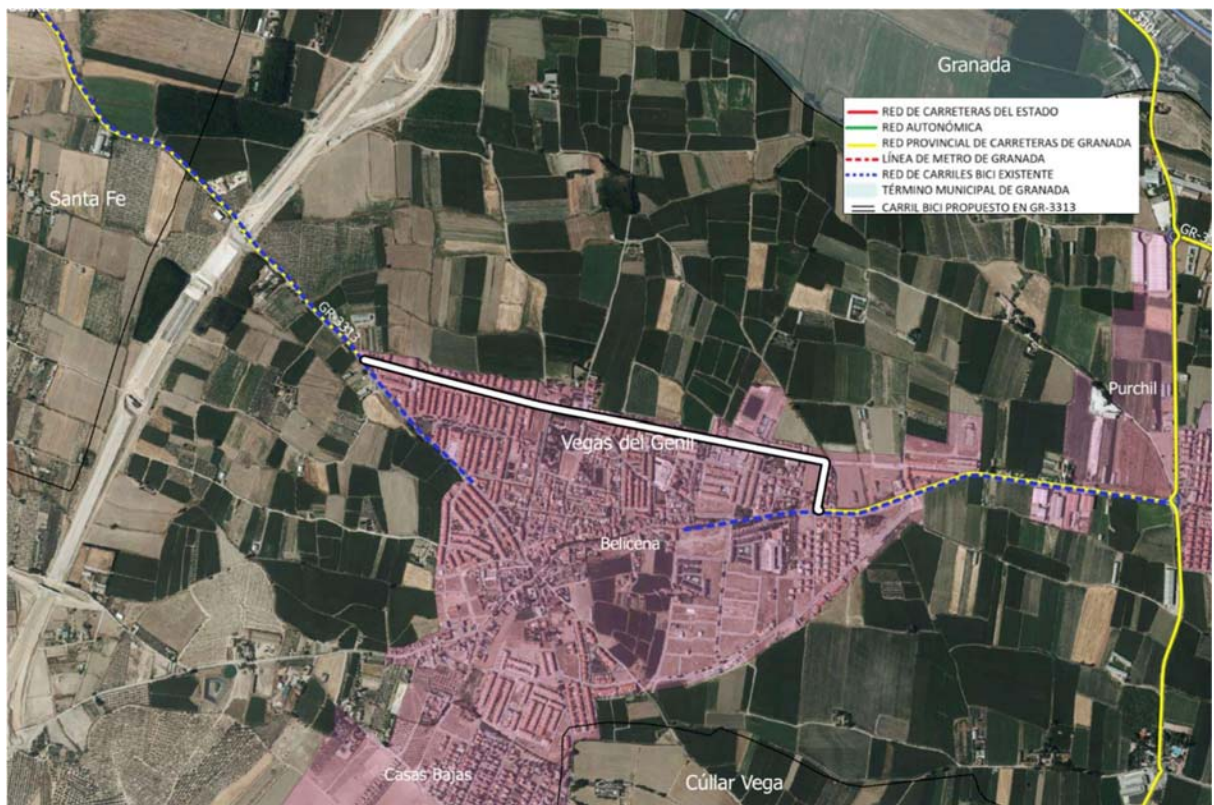 Granada
RED DE CARRETERAS DEL ESTADO
RED AUTONÓMICA
RED PROVINCIAL DE CARRETERAS DE GRANADA
LÍNEA DE METRO DE GRANADA
RED DE CARRILES BICI EXISTENTE
TÉRMINO MUNICIPAL DE GRANADA
CARRIL BICI PROPUESTO EN GR-3313
Santa Fe
GR-3313
Purchil
Vegas del Genil
Belicena
Casas Bajas
Cúllar Vega